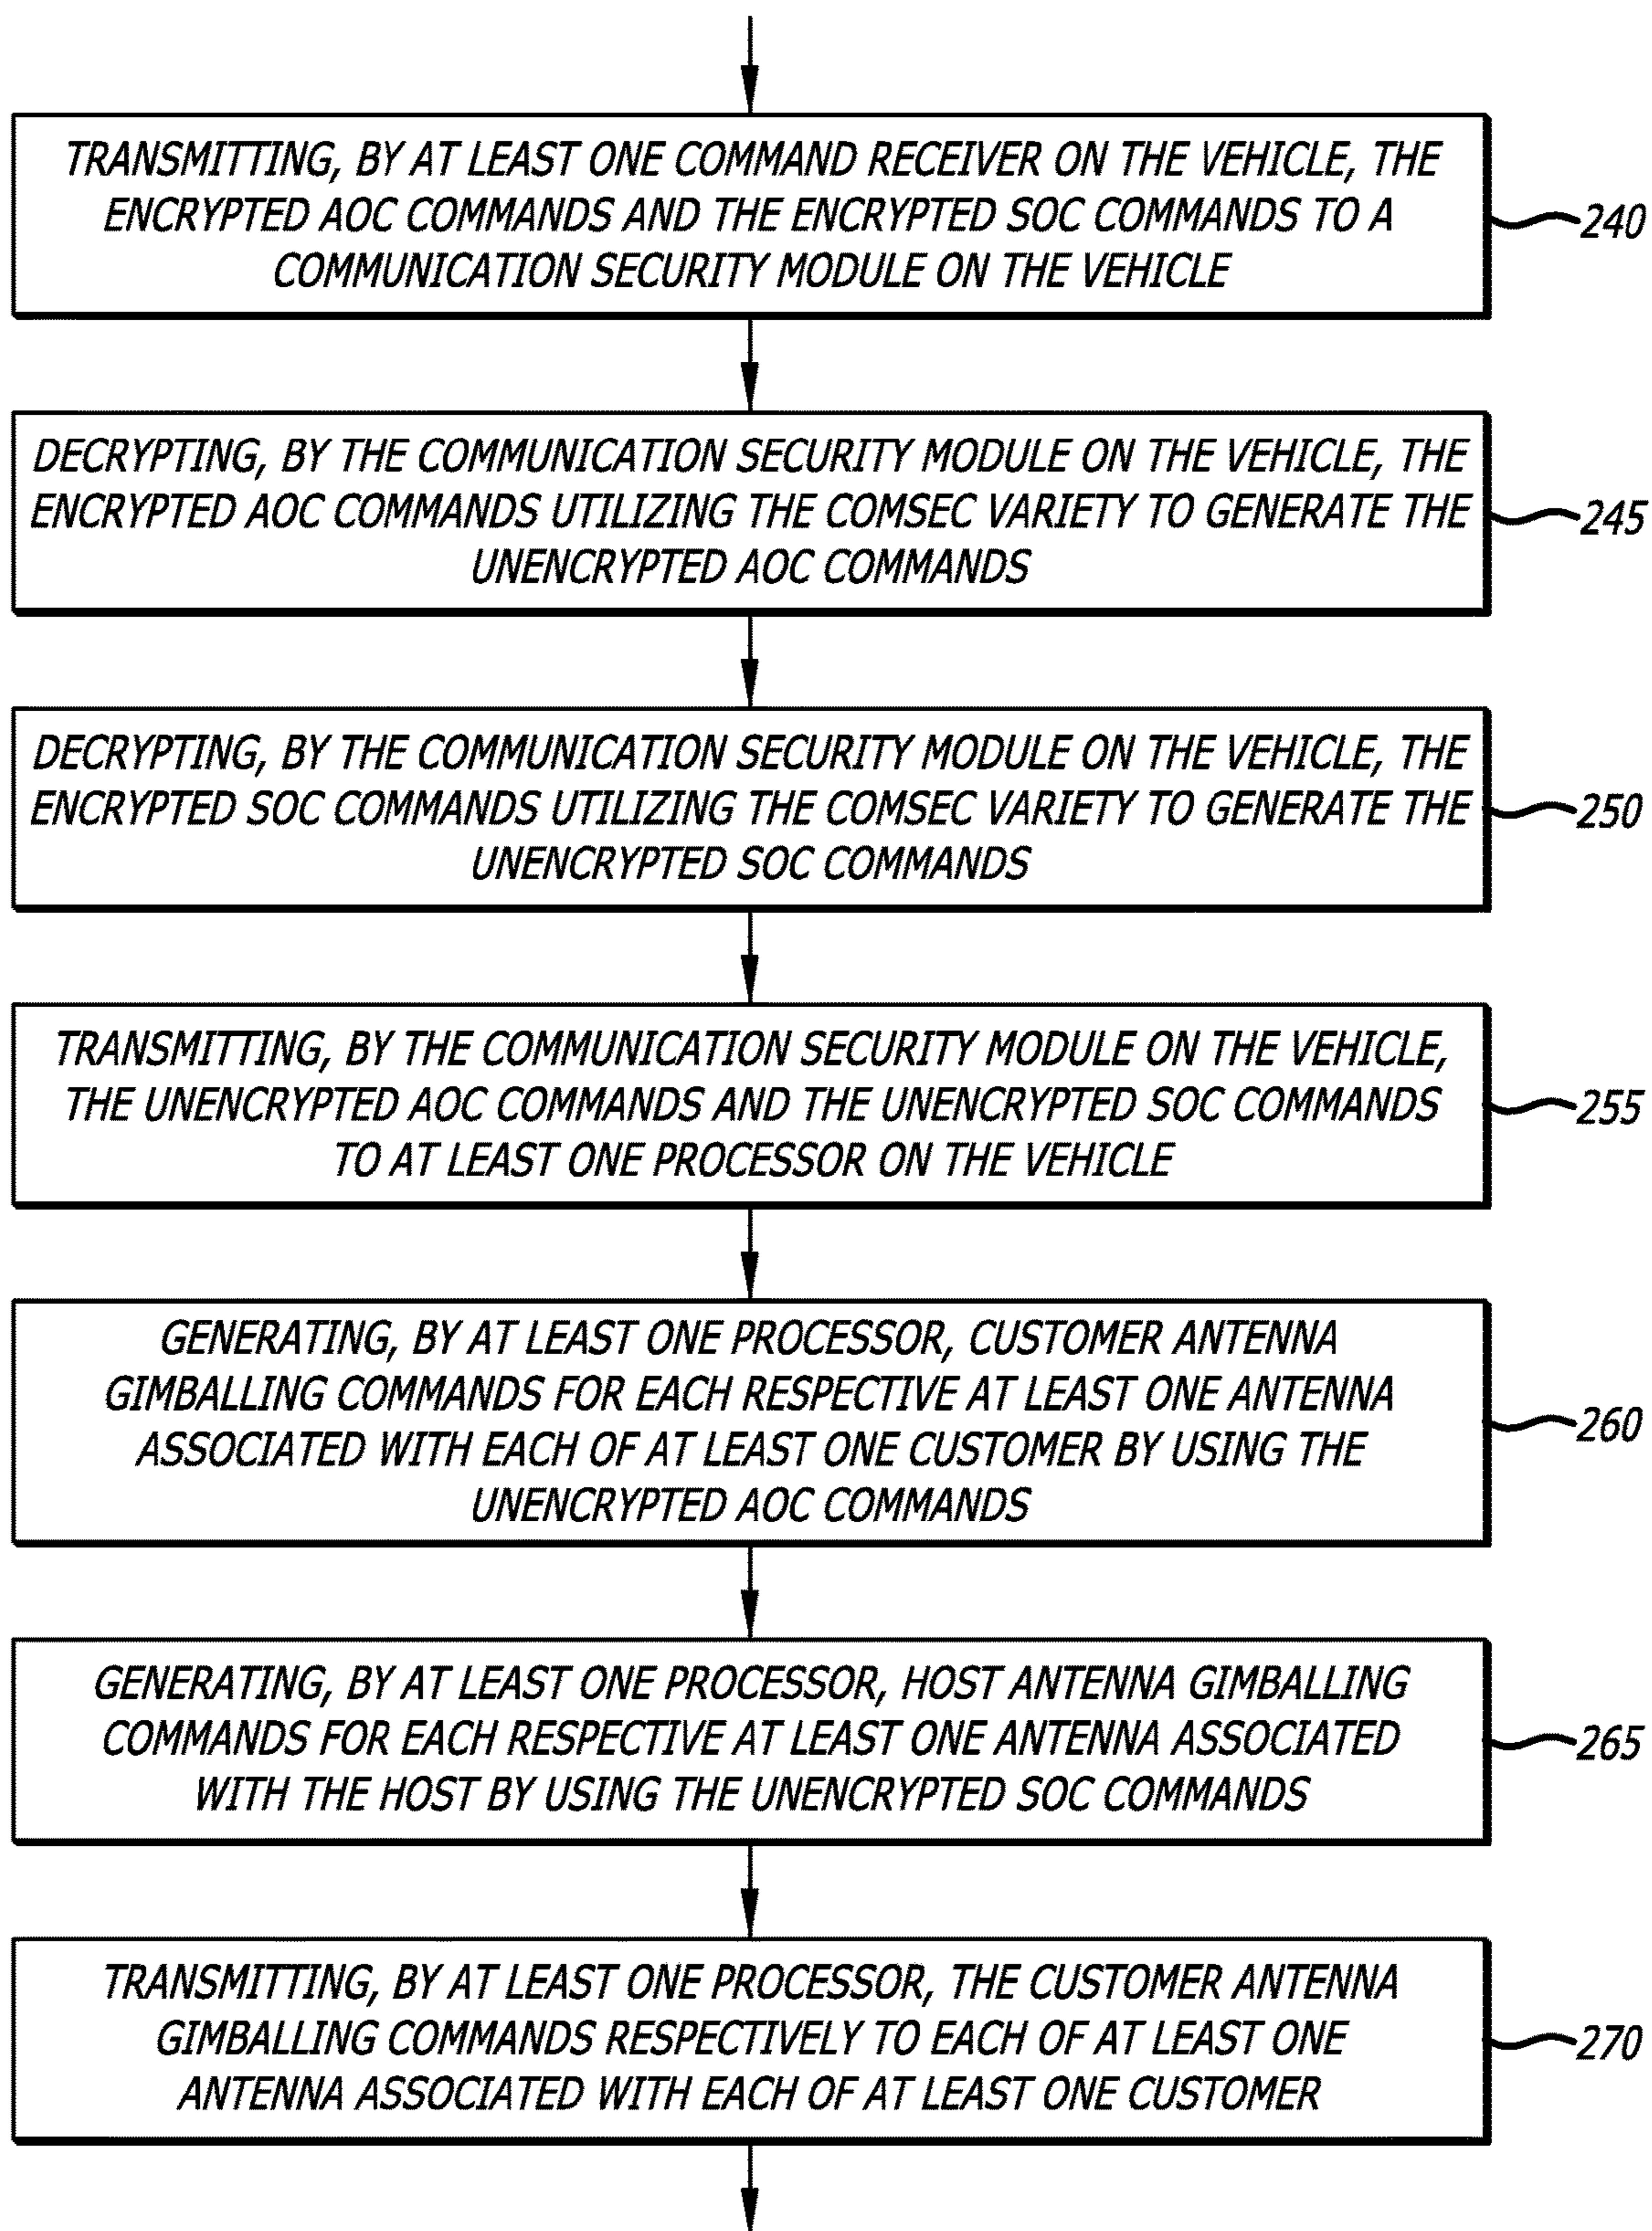 TRANSMITTING, BY AT LEAST ONE COMMAND RECEIVER ON THE VEHICLE, THE
ENCRYPTED AOC COMMANDS AND THE ENCRYPTED SOC COMMANDS TO A
COMMUNICATION SECURITY MODULE ON THE VEHICLE
240
DECRYPTING, BY THE COMMUNICATION SECURITY MODULE ON THE VEHICLE, THE
ENCRYPTED AOC COMMANDS UTILIZING THE COMSEC VARIETY TO GENERATE THE
UNENCRYPTED AOC COMMANDS
245
DECRYPTING, BY THE COMMUNICATION SECURITY MODULE ON THE VEHICLE, THE
ENCRYPTED SOC COMMANDS UTILIZING THE COMSEC VARIETY TO GENERATE THE
UNENCRYPTED SOC COMMANDS
250
TRANSMITTING, BY THE COMMUNICATION SECURITY MODULE ON THE VEHICLE,
THE UNENCRYPTED AOC COMMANDS AND THE UNENCRYPTED SOC COMMANDS
TO AT LEAST ONE PROCESSOR ON THE VEHICLE
255
GENERATING, BY AT LEAST ONE PROCESSOR, CUSTOMER ANTENNA
GIMBALLING COMMANDS FOR EACH RESPECTIVE AT LEAST ONE ANTENNA
ASSOCIATED WITH EACH OF AT LEAST ONE CUSTOMER BY USING THE
UNENCRYPTED AOC COMMANDS
260
GENERATING, BY AT LEAST ONE PROCESSOR, HOST ANTENNA GIMBALLING
COMMANDS FOR EACH RESPECTIVE AT LEAST ONE ANTENNA ASSOCIATED
WITH THE HOST BY USING THE UNENCRYPTED SOC COMMANDS
265
TRANSMITTING, BY AT LEAST ONE PROCESSOR, THE CUSTOMER ANTENNA
GIMBALLING COMMANDS RESPECTIVELY TO EACH OF AT LEAST ONE
ANTENNA ASSOCIATED WITH EACH OF AT LEAST ONE CUSTOMER
270